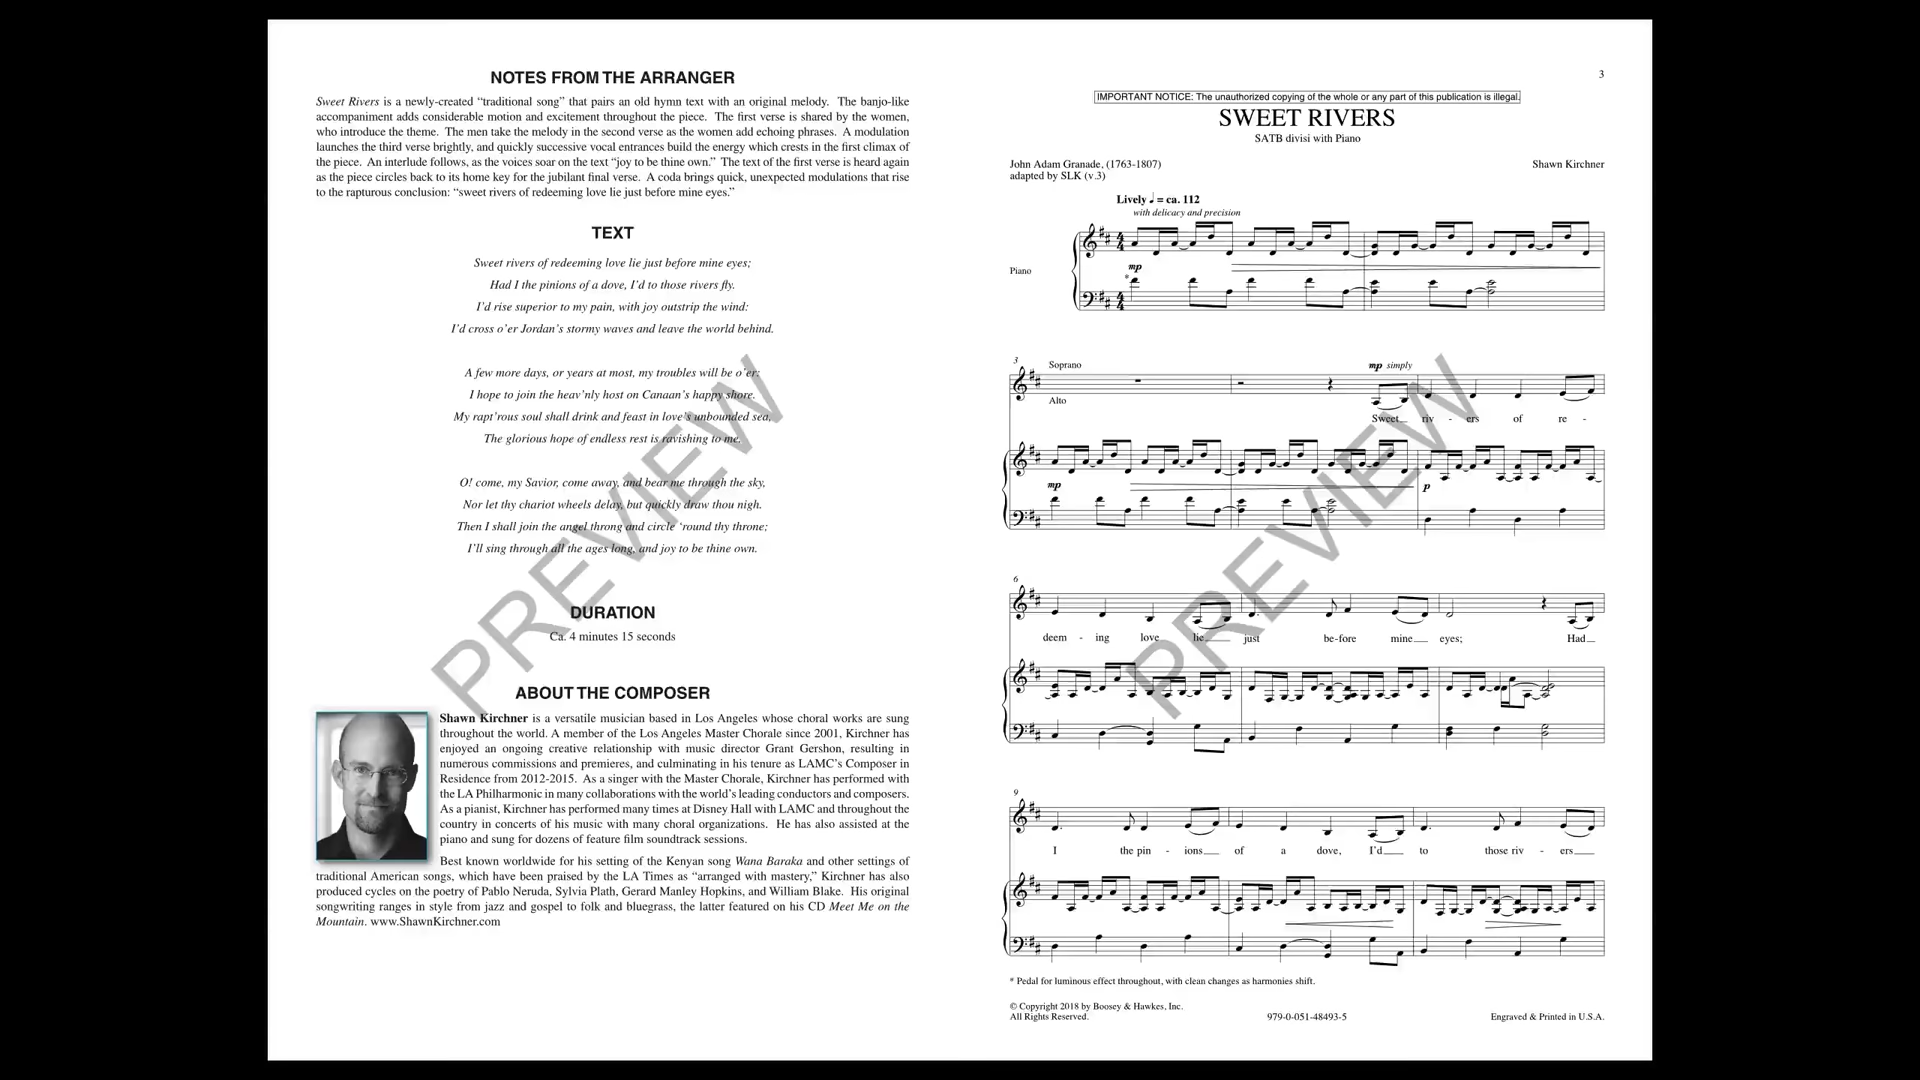 NOTES FROM THE ARRANGER
Sweet Rivers is a newly-created “traditional song” that pairs an old hymn text with an original melody. The banjo-like
accompaniment adds considerable motion and excitement throughout the piece. The first verse is shared by the women,
who introduce the theme. The men take the melody in the second verse as the women add echoing phrases. A modulation
launches the third verse brightly, and quickly successive vocal entrances build the energy which crests in the first climax of
the piece. An interlude follows, as the voices soar on the text “joy to be thine own.” The text of the first verse is heard again
as the piece circles back to its home key for the jubilant final verse. A coda brings quick, unexpected modulations that rise
to the rapturous conclusion: “sweet rivers of redeeming love lie just before mine eyes.”
TEXT
Sweet rivers of redeeming love lie just before mine eyes;
Had I the pinions of a dove, I’d to those rivers fly.
I’d rise superior to my pain, with joy outstrip the wind:
I’d cross o’er Jordan’s stormy waves and leave the world behind.
A few more days, or years at most, my troubles will be o’er;
I hope to join the heav’nly host on Canaan’s happy shore.
My rapt’rous soul shall drink and feast in love’s unbounded sea,
The glorious hope of endless rest is ravishing to me.
O! come, my Savior, come away, and bear me through the sky,
Nor let thy chariot wheels delay, but quickly draw thou nigh.
Then I shall join the angel throng and circle ‘round thy throne;
I’ll sing through all the ages long, and joy to be thine own.
DURATION
Ca. 4 minutes 15 seconds
ABOUT THE COMPOSER
Shawn Kirchner is a versatile musician based in Los Angeles whose choral works are sung
throughout the world. A member of the Los Angeles Master Chorale since 2001, Kirchner has
enjoyed an ongoing creative relationship with music director Grant Gershon, resulting in
numerous commissions and premieres, and culminating in his tenure as LAMC’s Composer in
Residence from 2012-2015. As a singer with the Master Chorale, Kirchner has performed with
the LA Philharmonic in many collaborations with the world’s leading conductors and composers.
As a pianist, Kirchner has performed many times at Disney Hall with LAMC and throughout the
country in concerts of his music with many choral organizations. He has also assisted at the
piano and sung for dozens of feature film soundtrack sessions.
Best known worldwide for his setting of the Kenyan song Wana Baraka and other settings of
traditional American songs, which have been praised by the LA Times as “arranged with mastery,” Kirchner has also
produced cycles on the poetry of Pablo Neruda, Sylvia Plath, Gerard Manley Hopkins, and William Blake. His original
songwriting ranges in style from jazz and gospel to folk and bluegrass, the latter featured on his CD Meet Me on the
Mountain. www.ShawnKirchner.com
PREVIEW
3
IMPORTANT NOTICE: The unauthorized copying of the whole or any part of this publication is illegal.
SWEET RIVERS
SATB divisi with Piano
John Adam Granade, (1763-1807)
adapted by SLK (v.3)
Shawn Kirchner
Lively ♩ = ca. 112
with delicacy and precision
Piano
mp
*
3
Soprano
mp simply
Alto
Sweet riv - ers of re -
mp
p
6
deem - ing love lie just be-fore mine eyes; Had
9
I the pin - ions of a dove, I’d to those riv - ers
* Pedal for luminous effect throughout, with clean changes as harmonies shift.
© Copyright 2018 by Boosey & Hawkes, Inc.
All Rights Reserved.
979-0-051-48493-5
Engraved & Printed in U.S.A.
PREVIEW